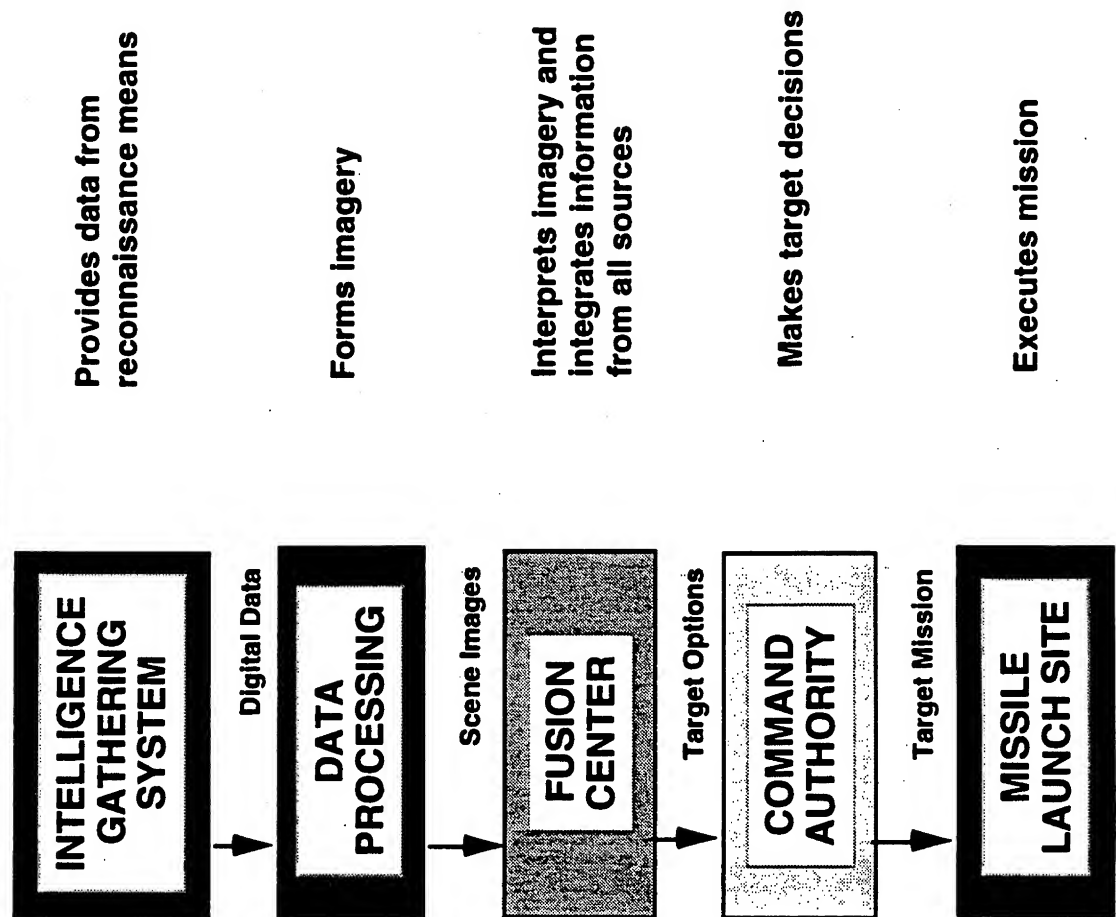 INTELLIGENCE
GATHERING
SYSTEM
Provides data from
reconnaissance means
Digital Data
DATA
PROCESSING
Forms imagery
Scene Images
FUSION
CENTER
Interprets imagery and
integrates information
from all sources
Target Options
COMMAND
AUTHORITY
Makes target decisions
Target Mission
MISSILE
LAUNCH SITE
Executes mission